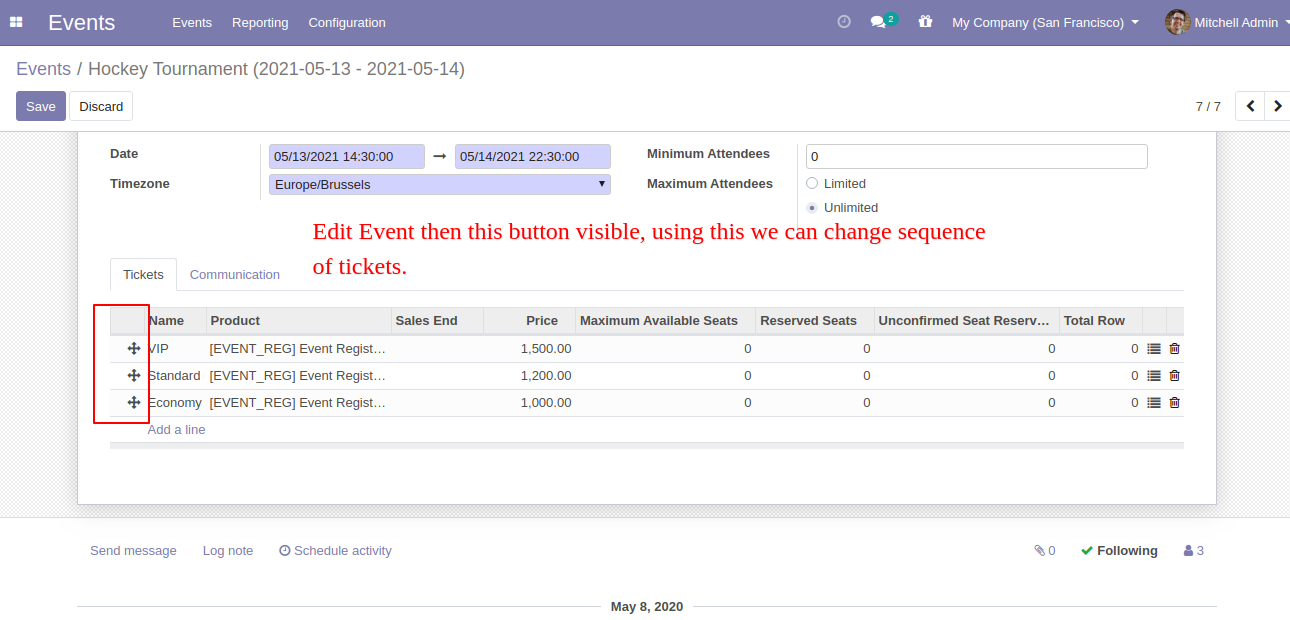 Events Events Reporting Configuration 2 My Company (San Francisco) Mitchell Admin
Events / Hockey Tournament (2021-05-13 - 2021-05-14)
Save Discard 7 / 7
Date 05/13/2021 14:30:00 05/14/2021 22:30:00 Minimum Attendees 0
Timezone Europe/Brussels Maximum Attendees Limited
Unlimited
Edit Event then this button visible, using this we can change sequence
of tickets.
Tickets Communication
Name Product Sales End Price Maximum Available Seats Reserved Seats Unconfirmed Seat Reserv… Total Row
VIP [EVENT_REG] Event Regist… 1,500.00 0 0 0 0
Standard [EVENT_REG] Event Regist… 1,200.00 0 0 0 0
Economy [EVENT_REG] Event Regist… 1,000.00 0 0 0 0
Add a line
Send message Log note Schedule activity 0 Following 3
May 8, 2020